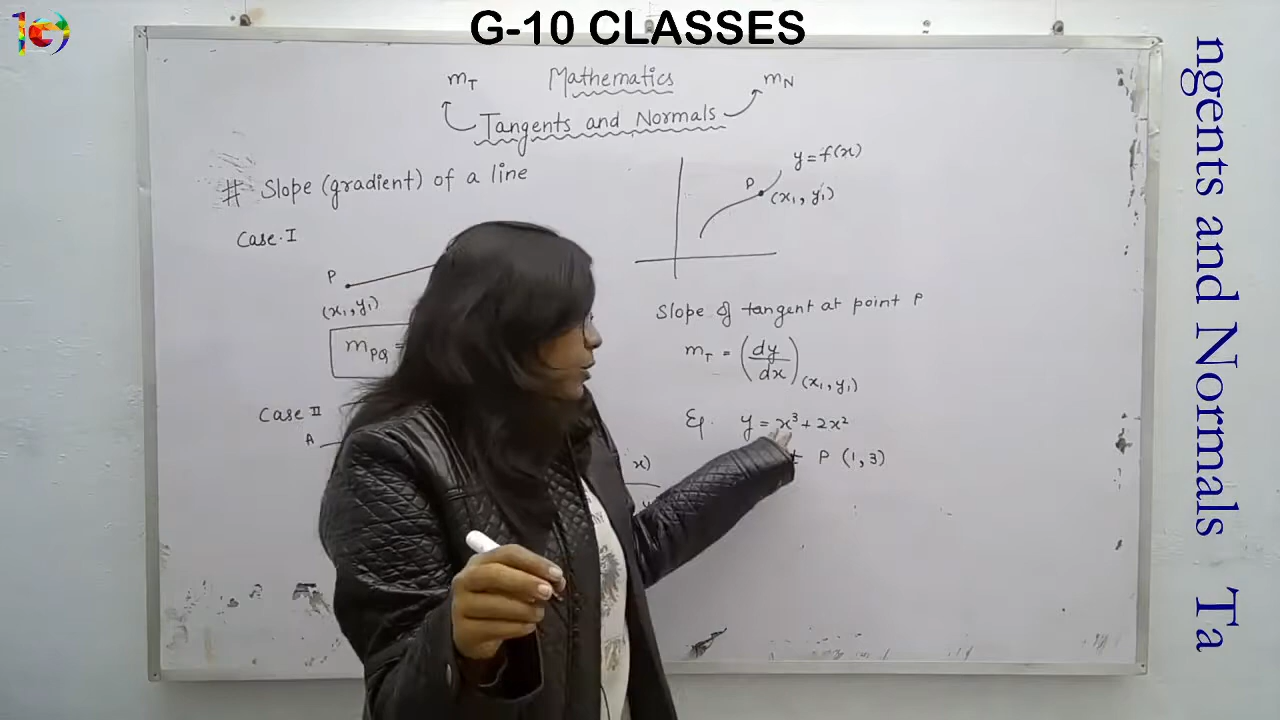 G-10 CLASSES
m_T Mathematics m_N
Tangents and Normals
# Slope (gradient) of a line
Case-I
P
(x₁, y₁)
m_PQ =
Case II
A
x)
y = f(x)
P
(x₁, y₁)
Slope of tangent at point P
m_T = (dy/dx)_(x₁, y₁)
Eg. y = x³ + 2x²
P (1, 3)
ngents and Normals Ta